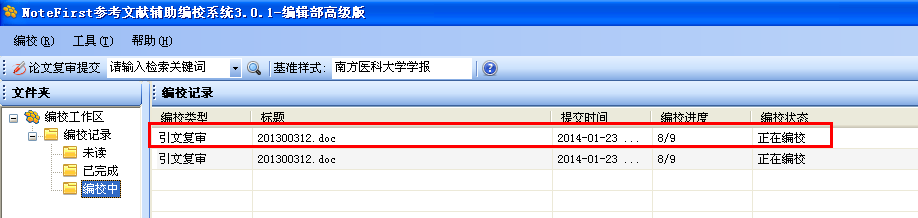 NoteFirst参考文献辅助编校系统3.0.1-编辑部高级版
编校(R) 工具(T) 帮助(H)
论文复审提交 请输入检索关键词 基准样式: 南方医科大学学报
文件夹
编校工作区
编校记录
未读
已完成
编校中
编校记录
编校类型 标题 提交时间 编校进度 编校状态
引文复审 201300312.doc 2014-01-23 ... 8/9 正在编校
引文复审 201300312.doc 2014-01-23 ... 8/9 正在编校